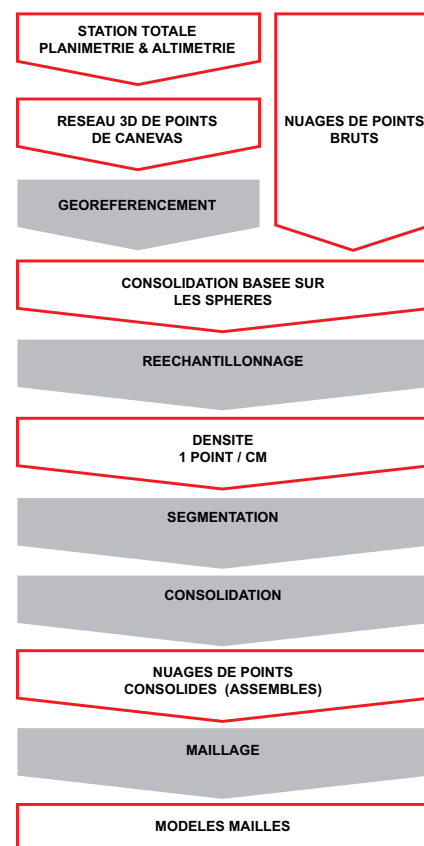 STATION TOTALE
PLANIMETRIE & ALTIMETRIE
RESEAU 3D DE POINTS
DE CANEVAS
NUAGES DE POINTS
BRUTS
GEOREFERENCEMENT
CONSOLIDATION BASEE SUR
LES SPHERES
REECHANTILLONNAGE
DENSITE
1 POINT / CM
SEGMENTATION
CONSOLIDATION
NUAGES DE POINTS
CONSOLIDES (ASSEMBLES)
MAILLAGE
MODELES MAILLES